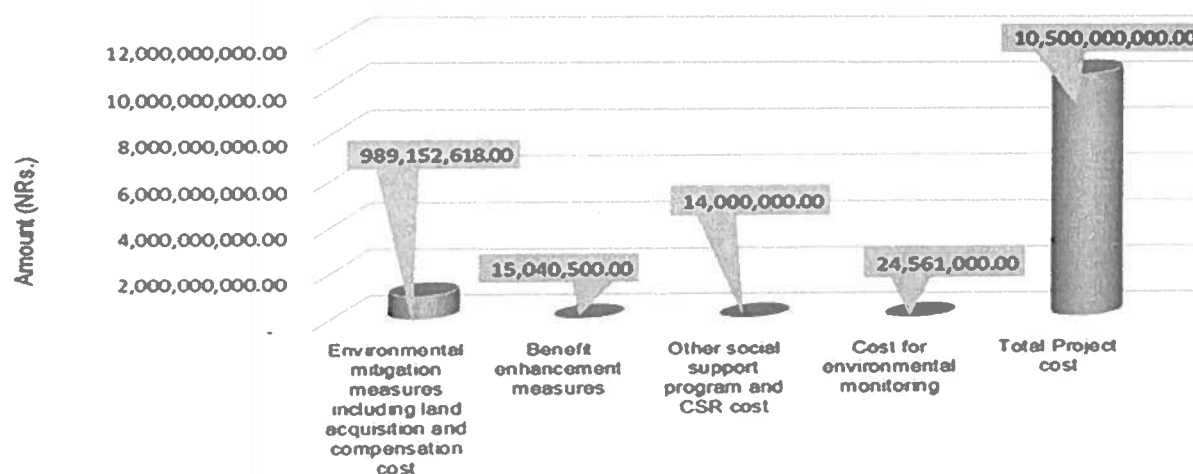 Amount (NRs.)
12,000,000,000.00
10,000,000,000.00
8,000,000,000.00
6,000,000,000.00
4,000,000,000.00
2,000,000,000.00
-
989,152,618.00
15,040,500.00
14,000,000.00
24,561,000.00
10,500,000,000.00
Environmental
mitigation
measures
including land
acquisition and
compensation
cost
Benefit
enhancement
measures
Other social
support
program and
CSR cost
Cost for
environmental
monitoring
Total Project
cost